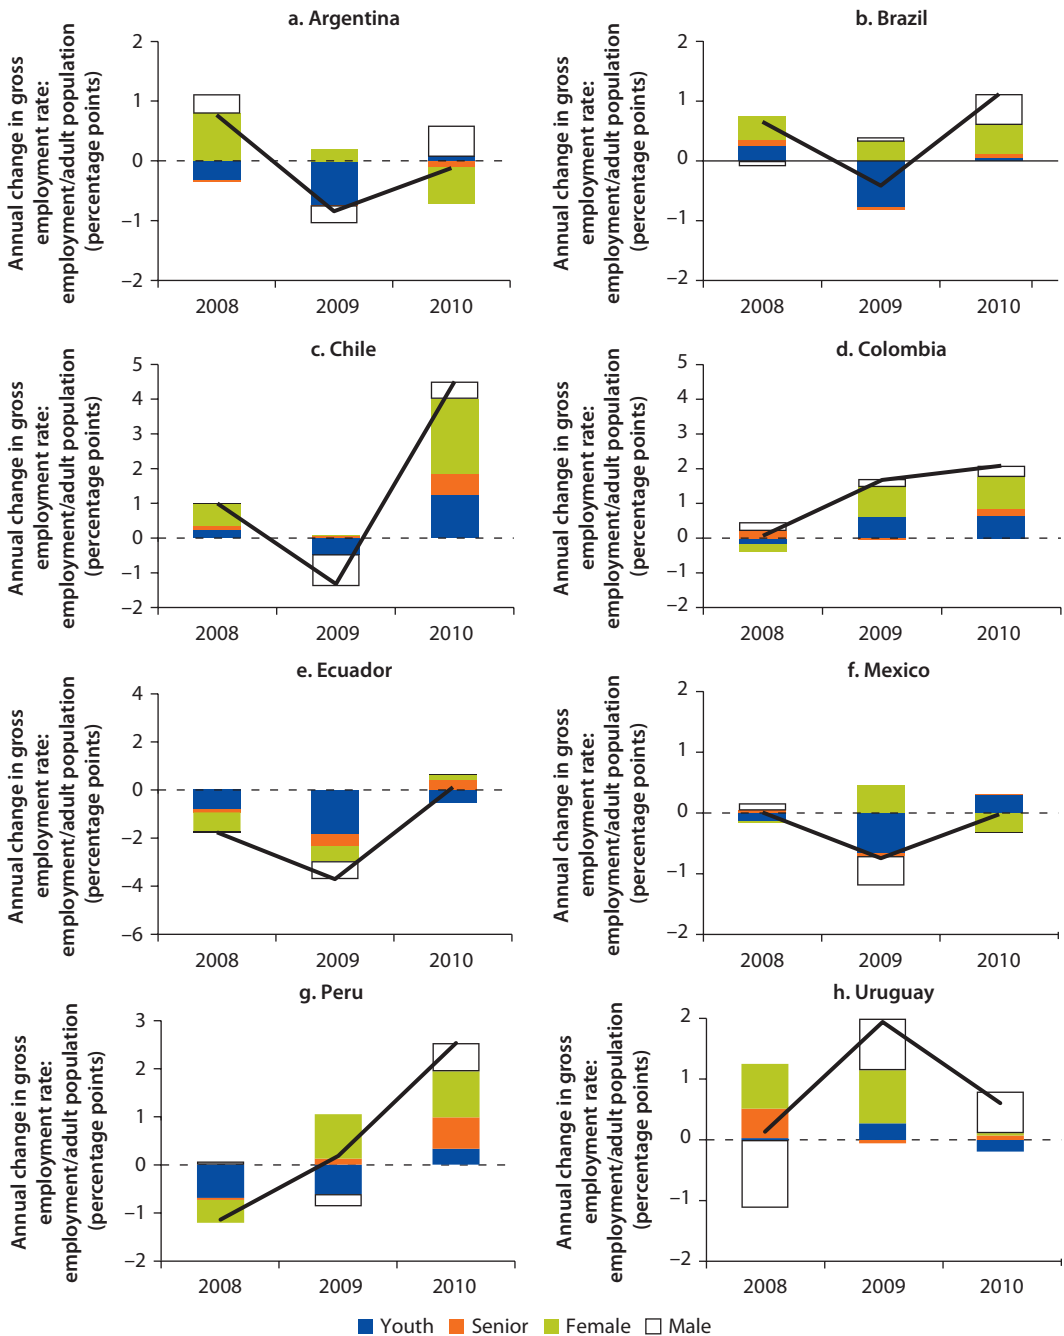 a. Argentina
Annual change in gross
employment rate:
employment/adult population
(percentage points)
2
1
0
–1
–2
2008 2009 2010
b. Brazil
Annual change in gross
employment rate:
employment/adult population
(percentage points)
2
1
0
–1
–2
2008 2009 2010
c. Chile
Annual change in gross
employment rate:
employment/adult population
(percentage points)
5
4
3
2
1
0
–1
–2
2008 2009 2010
d. Colombia
Annual change in gross
employment rate:
employment/adult population
(percentage points)
5
4
3
2
1
0
–1
–2
2008 2009 2010
e. Ecuador
Annual change in gross
employment rate:
employment/adult population
(percentage points)
4
2
0
–2
–4
–6
2008 2009 2010
f. Mexico
Annual change in gross
employment rate:
employment/adult population
(percentage points)
2
1
0
–1
–2
2008 2009 2010
g. Peru
Annual change in gross
employment rate:
employment/adult population
(percentage points)
3
2
1
0
–1
–2
2008 2009 2010
h. Uruguay
Annual change in gross
employment rate:
employment/adult population
(percentage points)
2
1
0
–1
–2
2008 2009 2010
Youth Senior Female Male